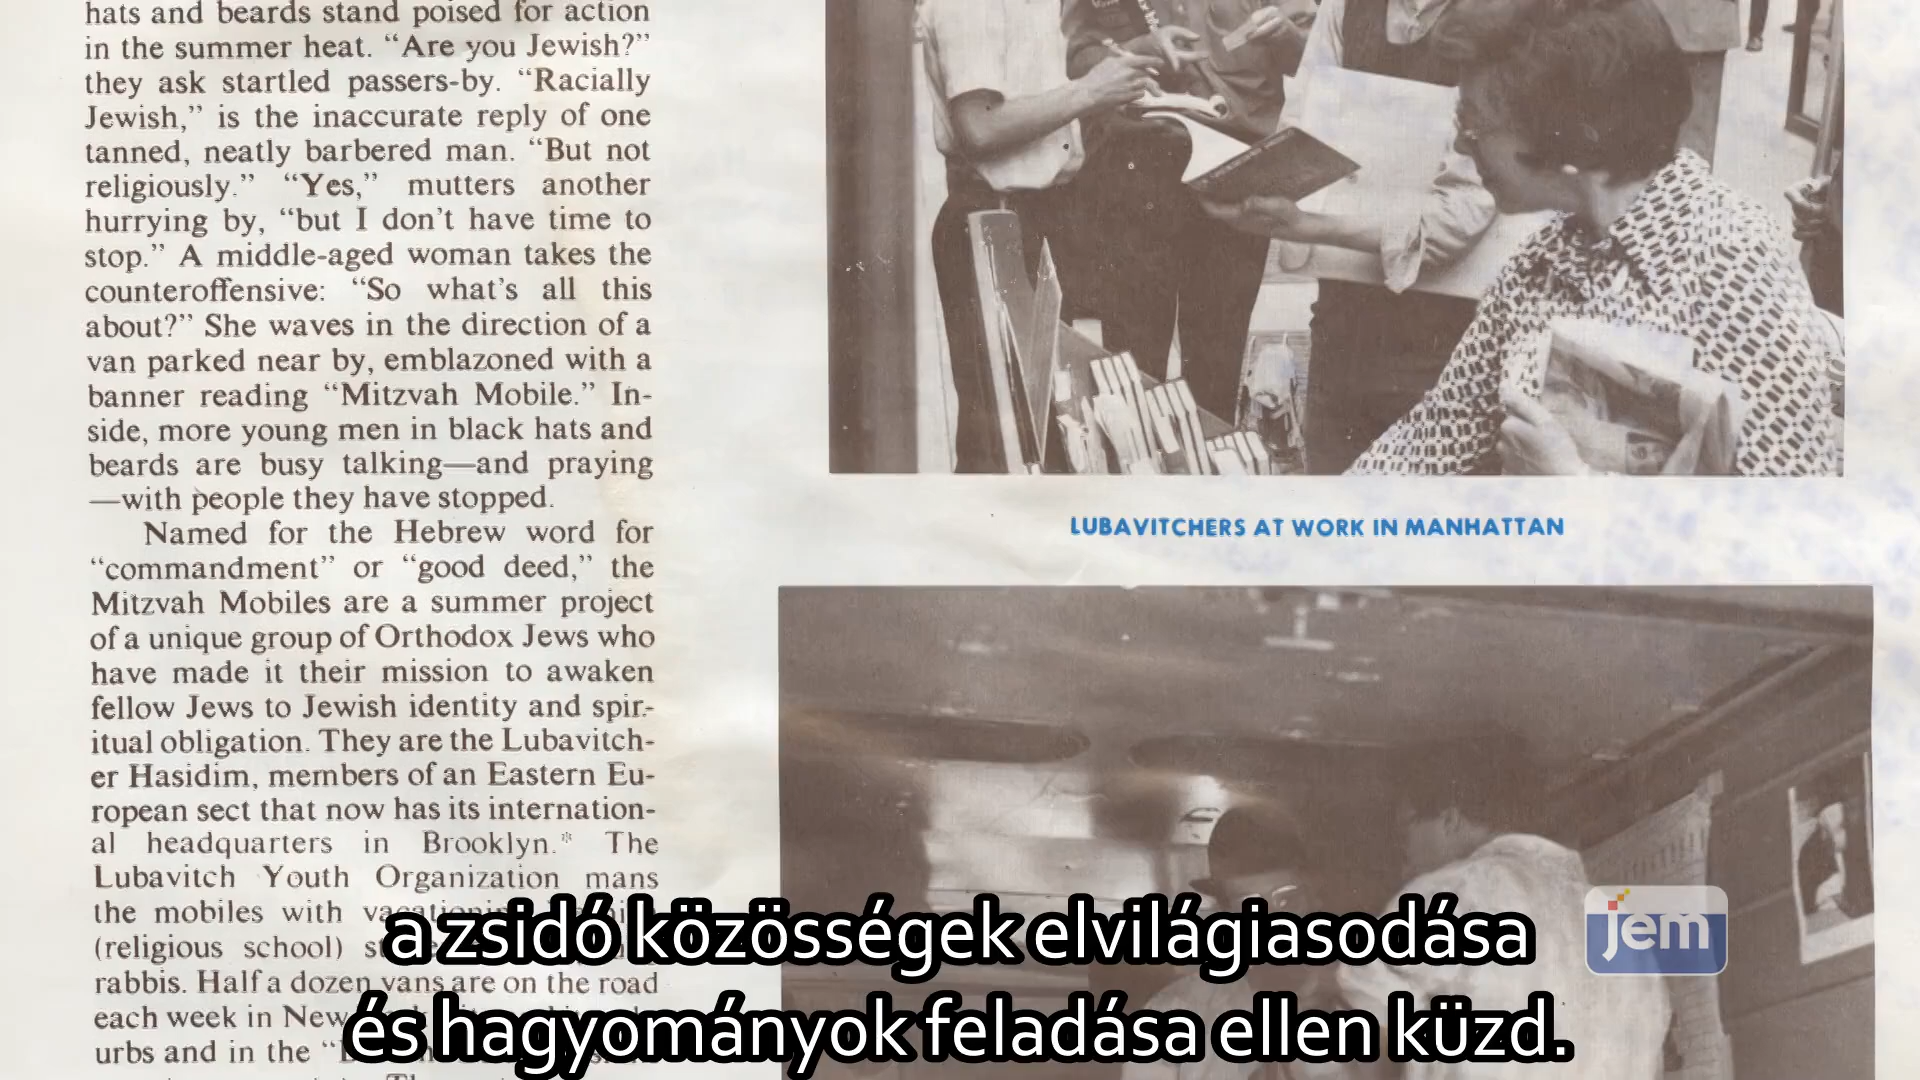 hats and beards stand poised for action
in the summer heat. “Are you Jewish?”
they ask startled passers-by. “Racially
Jewish,” is the inaccurate reply of one
tanned, neatly barbered man. “But not
religiously.” “Yes,” mutters another
hurrying by, “but I don’t have time to
stop.” A middle-aged woman takes the
counteroffensive: “So what’s all this
about?” She waves in the direction of a
van parked near by, emblazoned with a
banner reading “Mitzvah Mobile.” In-
side, more young men in black hats and
beards are busy talking—and praying
—with people they have stopped.
Named for the Hebrew word for
“commandment” or “good deed,” the
Mitzvah Mobiles are a summer project
of a unique group of Orthodox Jews who
have made it their mission to awaken
fellow Jews to Jewish identity and spir-
itual obligation. They are the Lubavitch-
er Hasidim, members of an Eastern Eu-
ropean sect that now has its internation-
al headquarters in Brooklyn.* The
Lubavitch Youth Organization mans
the mobiles with
(religious school)
rabbis. Half a dozen vans are on the road
each week in New
urbs and in the
LUBAVITCHERS AT WORK IN MANHATTAN
jem
a zsidó közösségek elvilágiasodása
és hagyományok feladása ellen küzd.